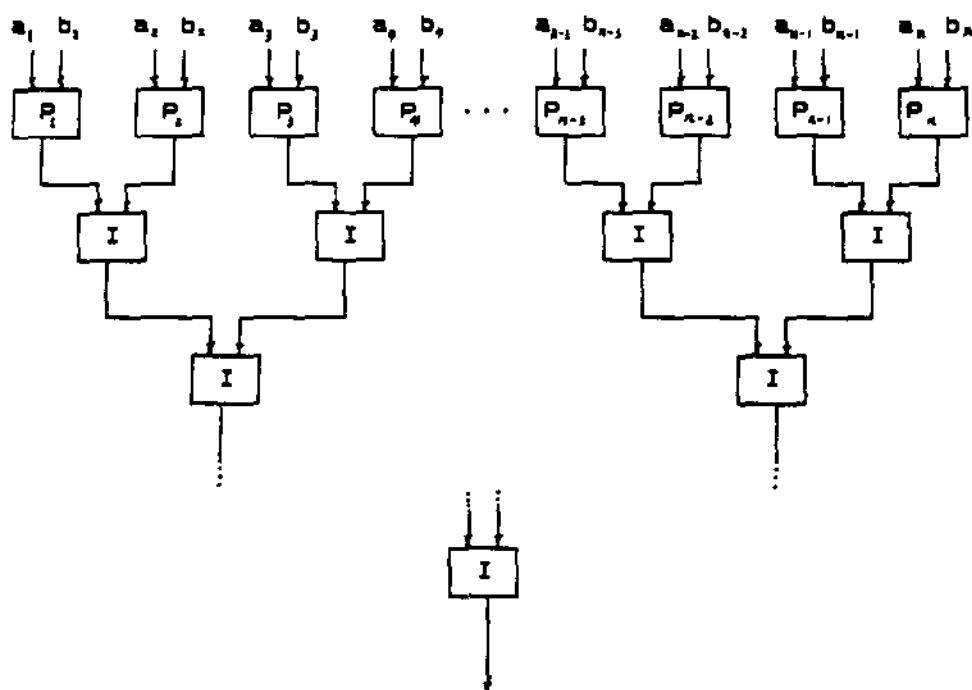 a₁ b₁ a₂ b₂ a₃ b₃ a₄ b₄ aₙ₋₃ bₙ₋₃ aₙ₋₂ bₙ₋₂ aₙ₋₁ bₙ₋₁ aₙ bₙ
P₁ P₂ P₃ P₄ . . . Pₙ₋₃ Pₙ₋₂ Pₙ₋₁ Pₙ
I I I I
I I
I